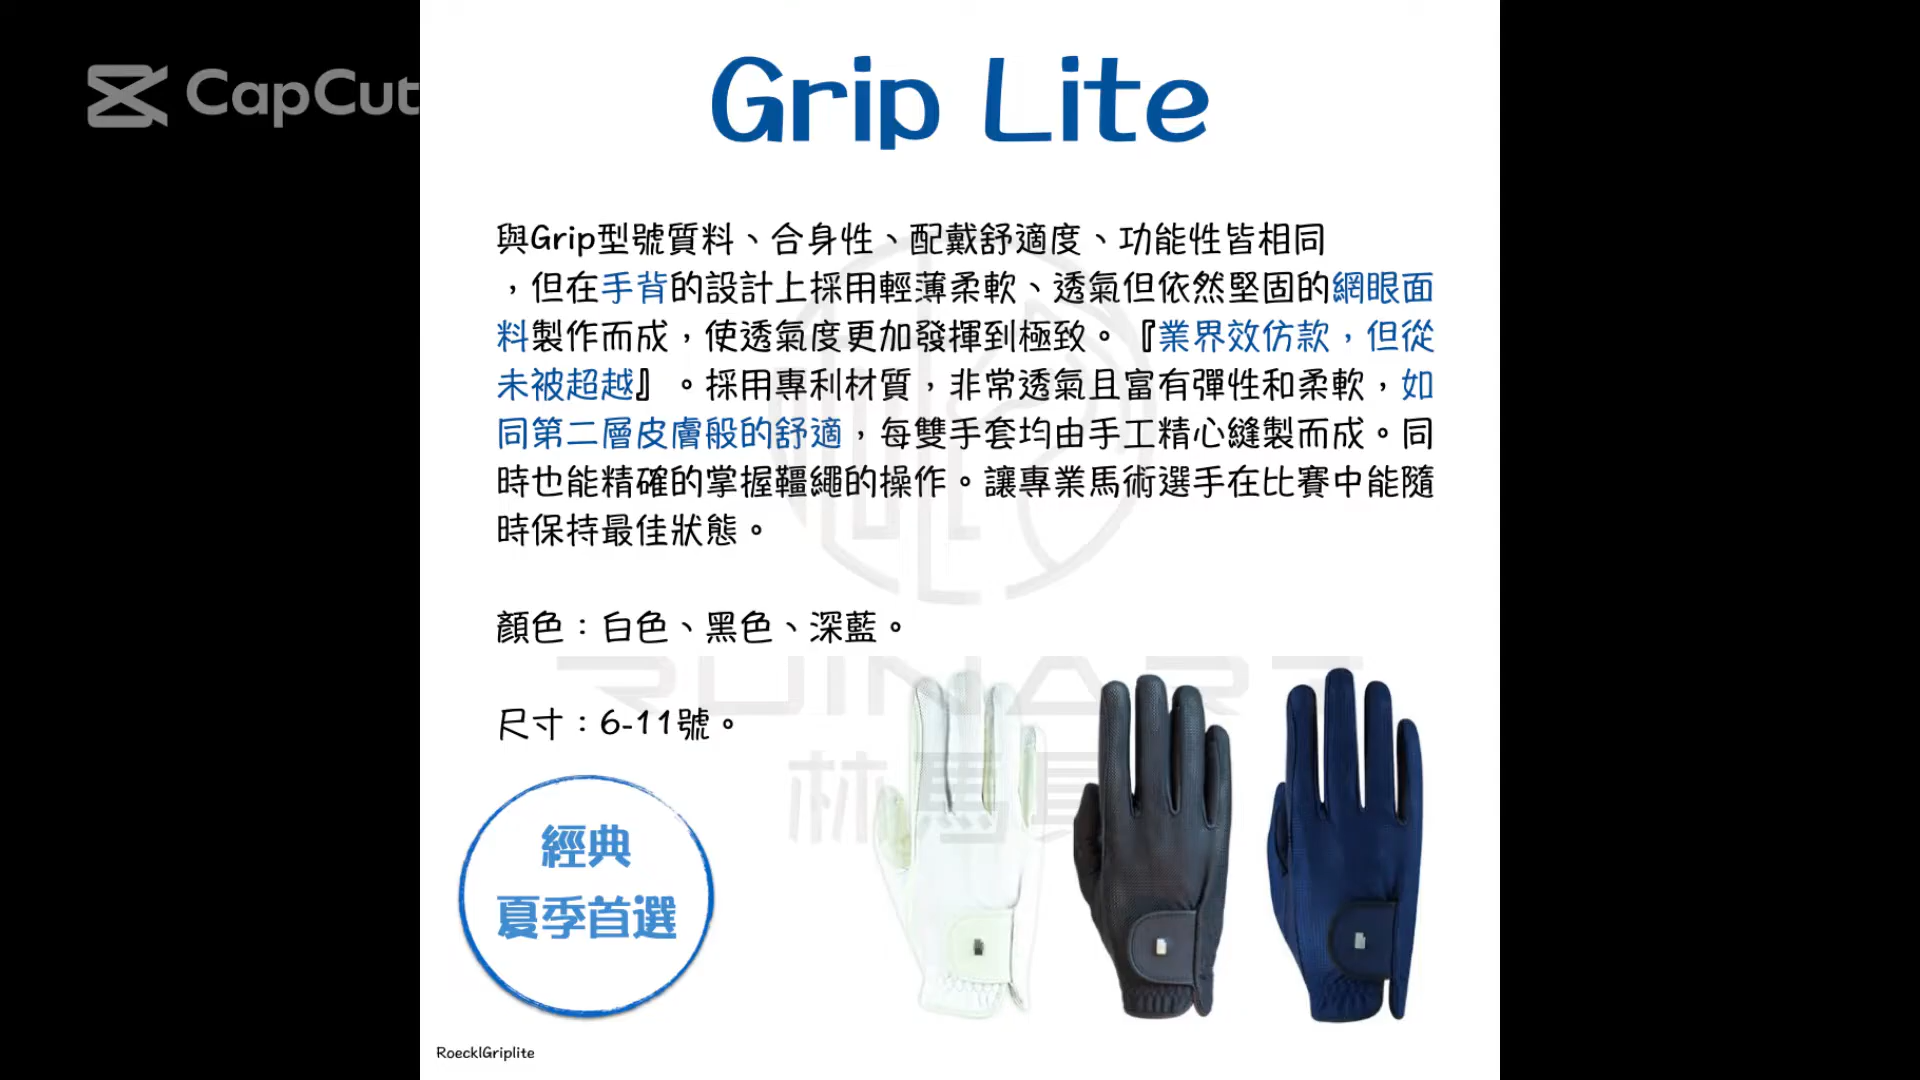 CapCut
Grip Lite
與Grip型號質料、合身性、配戴舒適度、功能性皆相同
，但在手背的設計上採用輕薄柔軟、透氣但依然堅固的網眼面
料製作而成，使透氣度更加發揮到極致。『業界效仿款，但從
未被超越』。採用專利材質，非常透氣且富有彈性和柔軟，如
同第二層皮膚般的舒適，每雙手套均由手工精心縫製而成。同
時也能精確的掌握韁繩的操作。讓專業馬術選手在比賽中能隨
時保持最佳狀態。
顏色：白色、黑色、深藍。
RUINART
尺寸：6-11號。
林馬具
經典
夏季首選
RoecklGriplite